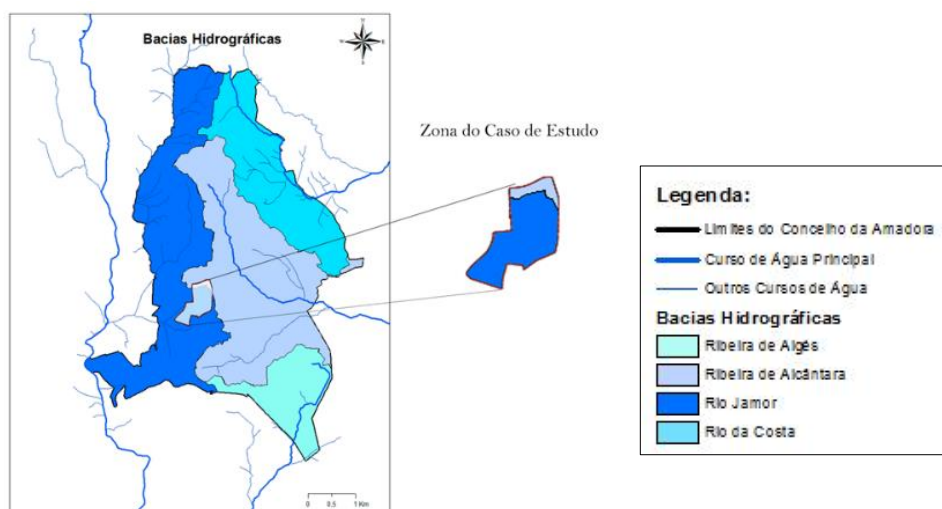 Bacias Hidrográficas
N
W
E
S
Zona do Caso de Estudo
0 0,5 1 Km
Legenda:
Limites do Concelho da Amadora
Curso de Água Principal
Outros Cursos de Água
Bacias Hidrográficas
Ribeira de Algés
Ribeira de Alcântara
Rio Jamor
Rio da Costa